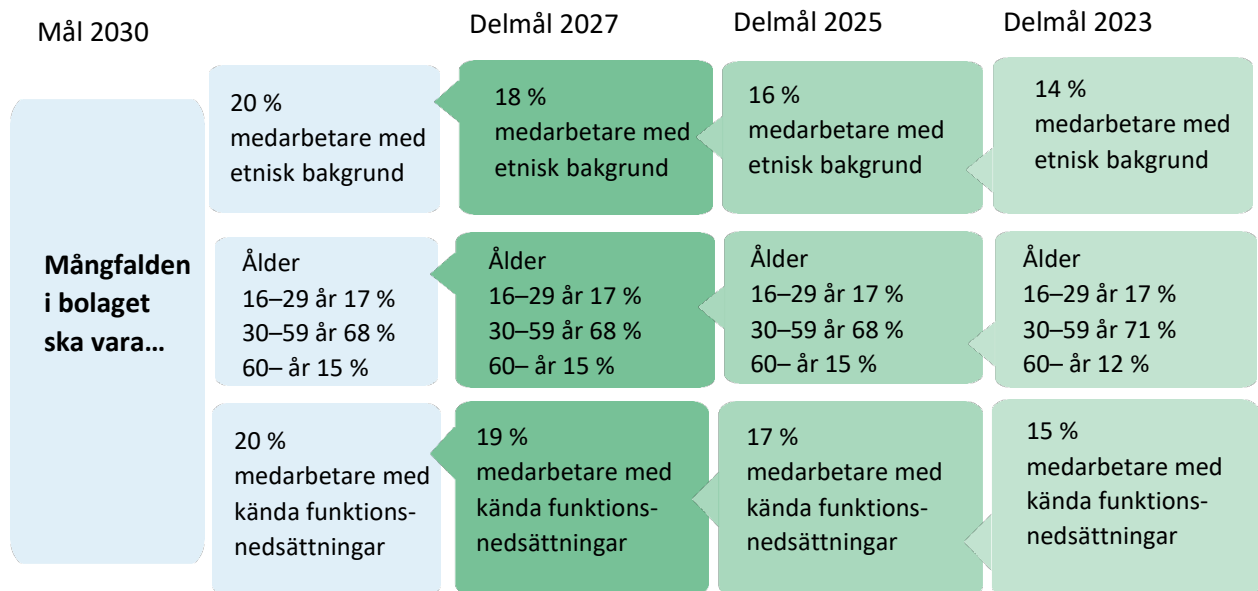 Mål 2030
Delmål 2027
Delmål 2025
Delmål 2023
Mångfalden
i bolaget
ska vara...
20 %
medarbetare med
etnisk bakgrund
18 %
medarbetare med
etnisk bakgrund
16 %
medarbetare med
etnisk bakgrund
14 %
medarbetare med
etnisk bakgrund
Ålder
16–29 år 17 %
30–59 år 68 %
60– år 15 %
Ålder
16–29 år 17 %
30–59 år 68 %
60– år 15 %
Ålder
16–29 år 17 %
30–59 år 68 %
60– år 15 %
Ålder
16–29 år 17 %
30–59 år 71 %
60– år 12 %
20 %
medarbetare med
kända funktions-
nedsättningar
19 %
medarbetare med
kända funktions-
nedsättningar
17 %
medarbetare med
kända funktions-
nedsättningar
15 %
medarbetare med
kända funktions-
nedsättningar